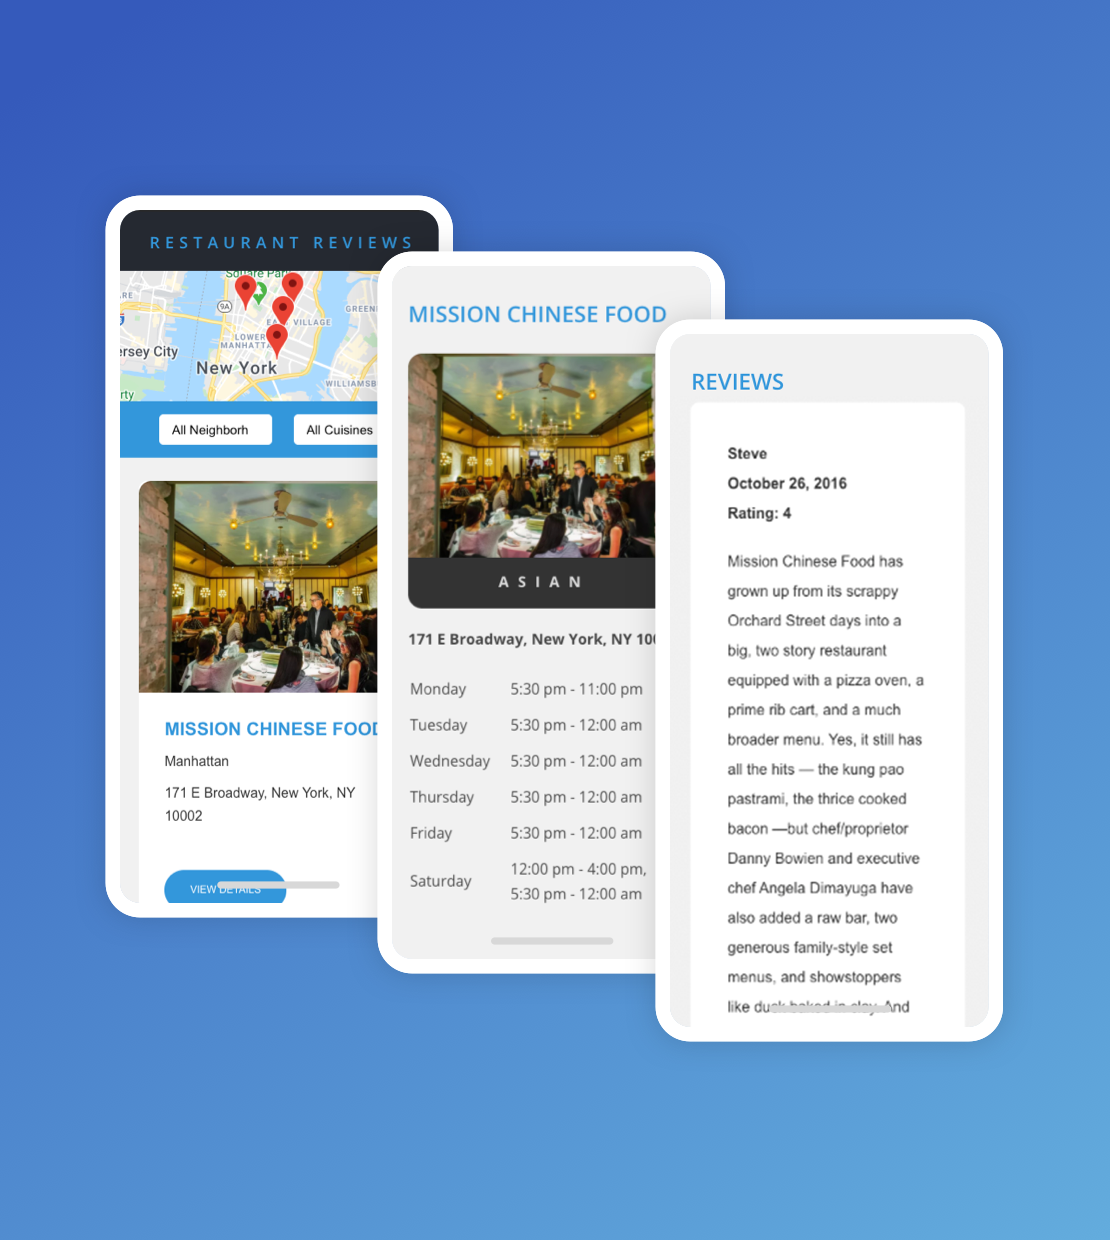 RESTAURANT REVIEWS
Square Park
9A
EAST VILLAGE
GREEN
LOWER
MANHATTA
ersey City
New York
WILLIAMSB
rty
All Neighborh
All Cuisines
MISSION CHINESE FOOD
Manhattan
171 E Broadway, New York, NY
10002
VIEW DETAILS
MISSION CHINESE FOOD
ASIAN
171 E Broadway, New York, NY 100
Monday 5:30 pm - 11:00 pm
Tuesday 5:30 pm - 12:00 am
Wednesday 5:30 pm - 12:00 am
Thursday 5:30 pm - 12:00 am
Friday 5:30 pm - 12:00 am
Saturday 12:00 pm - 4:00 pm,
5:30 pm - 12:00 am
REVIEWS
Steve
October 26, 2016
Rating: 4
Mission Chinese Food has
grown up from its scrappy
Orchard Street days into a
big, two story restaurant
equipped with a pizza oven, a
prime rib cart, and a much
broader menu. Yes, it still has
all the hits — the kung pao
pastrami, the thrice cooked
bacon —but chef/proprietor
Danny Bowien and executive
chef Angela Dimayuga have
also added a raw bar, two
generous family-style set
menus, and showstoppers
like duck baked in clay. And